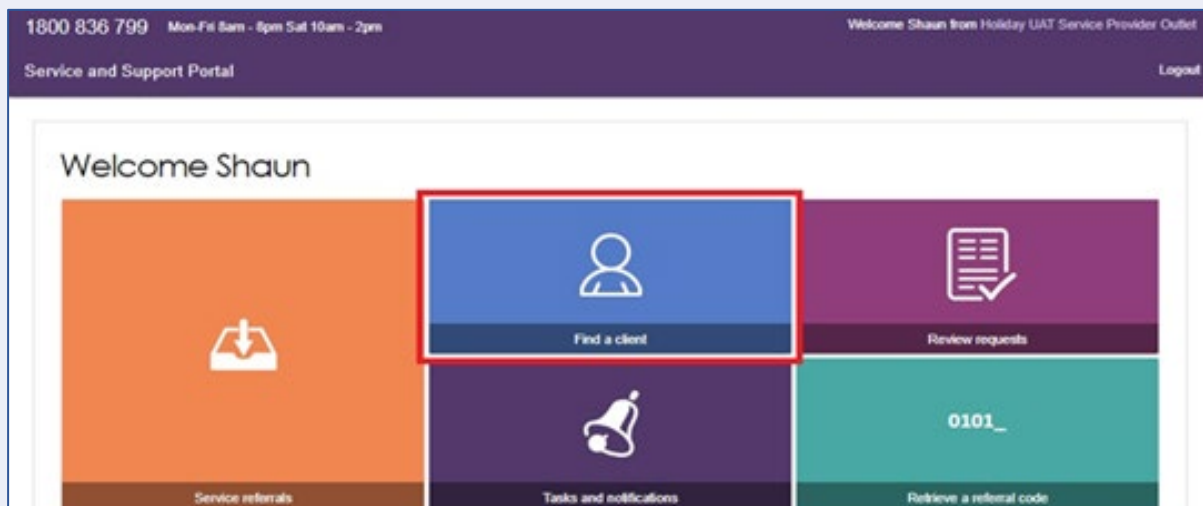 1800 836 799 Mon-Fri 8am - 8pm Sat 10am - 2pm
Welcome Shaun from Holiday UAT Service Provider Outlet
Service and Support Portal
Logout
Welcome Shaun
Find a client
Review requests
0101_
Service referrals
Tasks and notifications
Retrieve a referral code